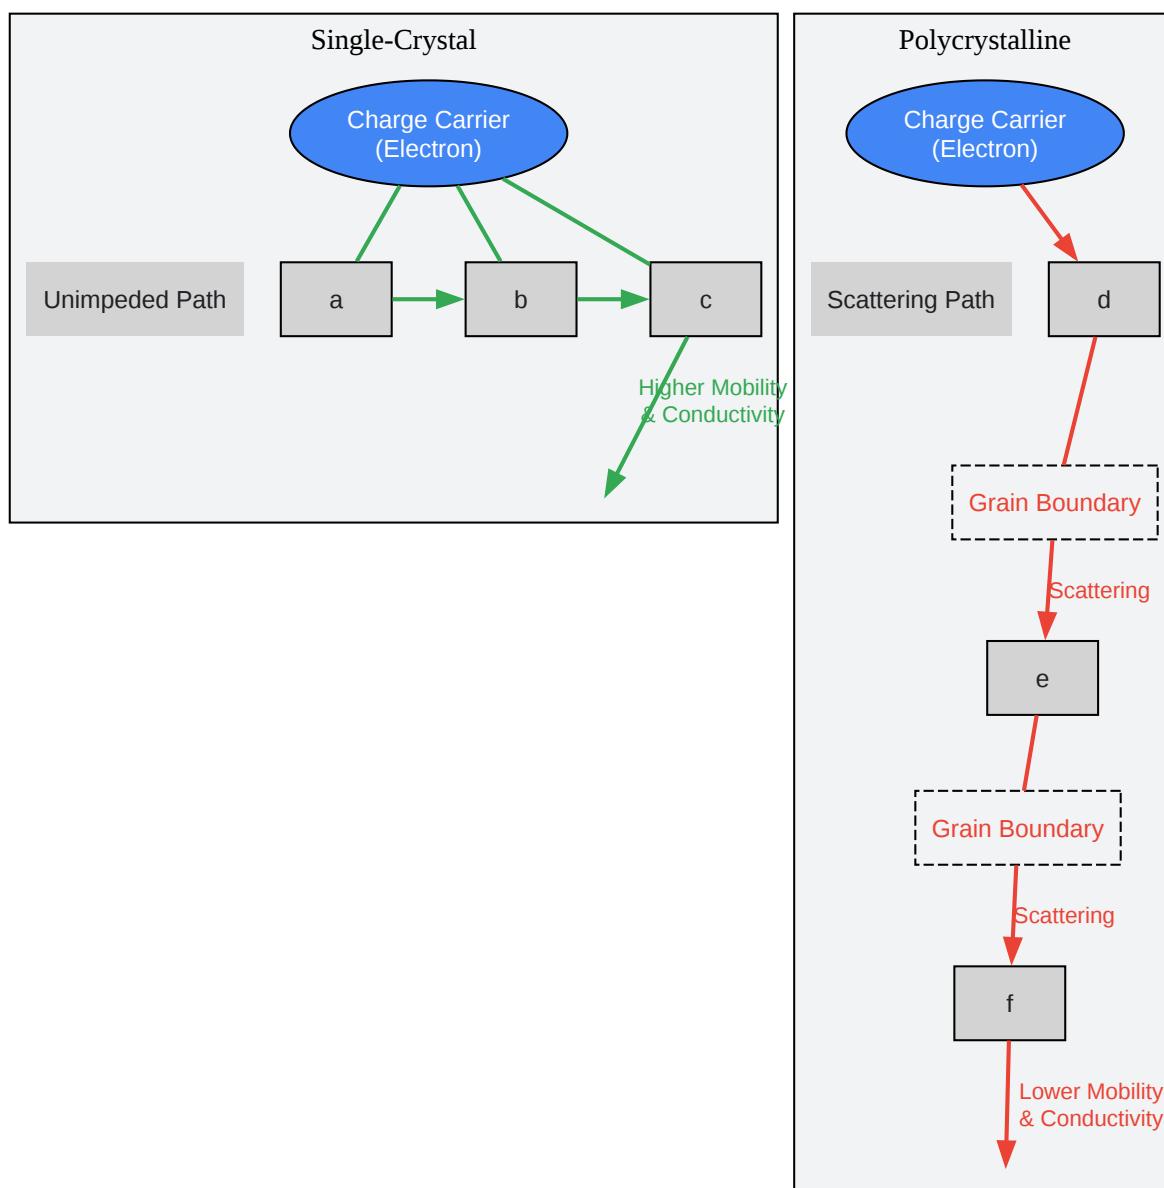 Single-Crystal
Charge Carrier
(Electron)
Unimpeded Path
a
b
c
Higher Mobility
& Conductivity
Polycrystalline
Charge Carrier
(Electron)
Scattering Path
d
Grain Boundary
Scattering
e
Grain Boundary
Scattering
f
Lower Mobility
& Conductivity